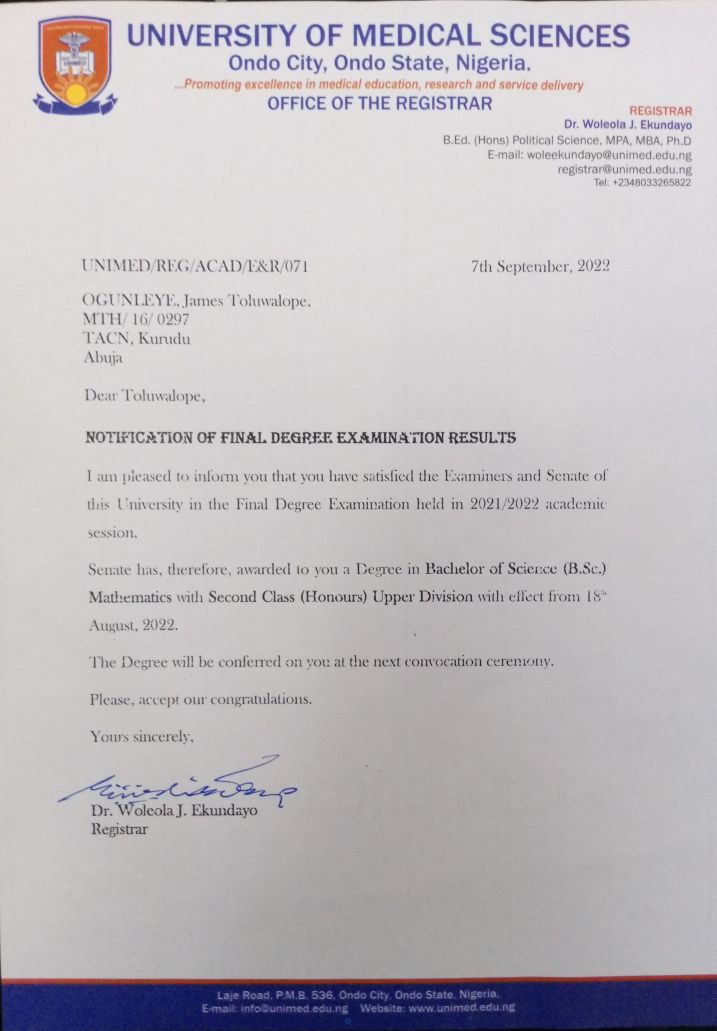 UNIVERSITY OF MEDICAL SCIENCES
Ondo City, Ondo State, Nigeria.
...Promoting excellence in medical education, research and service delivery
OFFICE OF THE REGISTRAR
UNIMED
REGISTRAR
Dr. Woleola J. Ekundayo
B.Ed. (Hons) Political Science, MPA, MBA, Ph.D
E-mail: woleekundayo@unimed.edu.ng
registrar@unimed.edu.ng
Tel: +2348033265822
UNIMED/REG/ACAD/E&R/071 7th September, 2022
OGUNLEYE, James Toluwalope.
MTH/ 16/ 0297
TACN, Kurudu
Abuja
Dear Toluwalope,
NOTIFICATION OF FINAL DEGREE EXAMINATION RESULTS
I am pleased to inform you that you have satisfied the Examiners and Senate of
this University in the Final Degree Examination held in 2021/2022 academic
session.
Senate has, therefore, awarded to you a Degree in Bachelor of Science (B.Sc.)
Mathematics with Second Class (Honours) Upper Division with effect from 18th
August, 2022.
The Degree will be conferred on you at the next convocation ceremony.
Please, accept our congratulations.
Yours sincerely,
Dr. Woleola J. Ekundayo
Registrar
Laje Road, P.M.B. 536, Ondo City, Ondo State, Nigeria.
E-mail: info@unimed.edu.ng Website: www.unimed.edu.ng